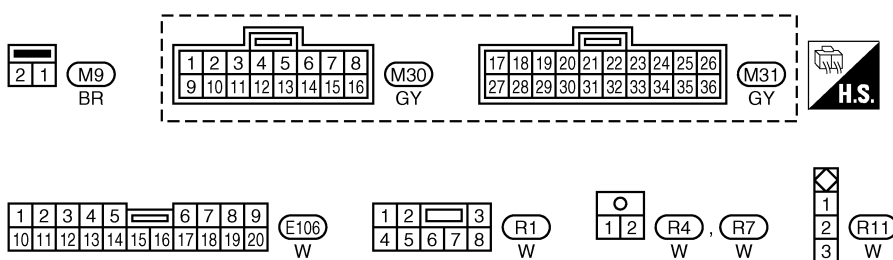 1 2 3 4 5 6 7 8 17 18 19 20 21 22 23 24 25 26
2 1 M9 M30 M31
9 10 11 12 13 14 15 16 27 28 29 30 31 32 33 34 35 36
BR GY GY H.S.
1 2 3 4 5 6 7 8 9 1 2 3 1
E106 R1 1 2 R4 , R7 2 R11
10 11 12 13 14 15 16 17 18 19 20 4 5 6 7 8 3
W W W W